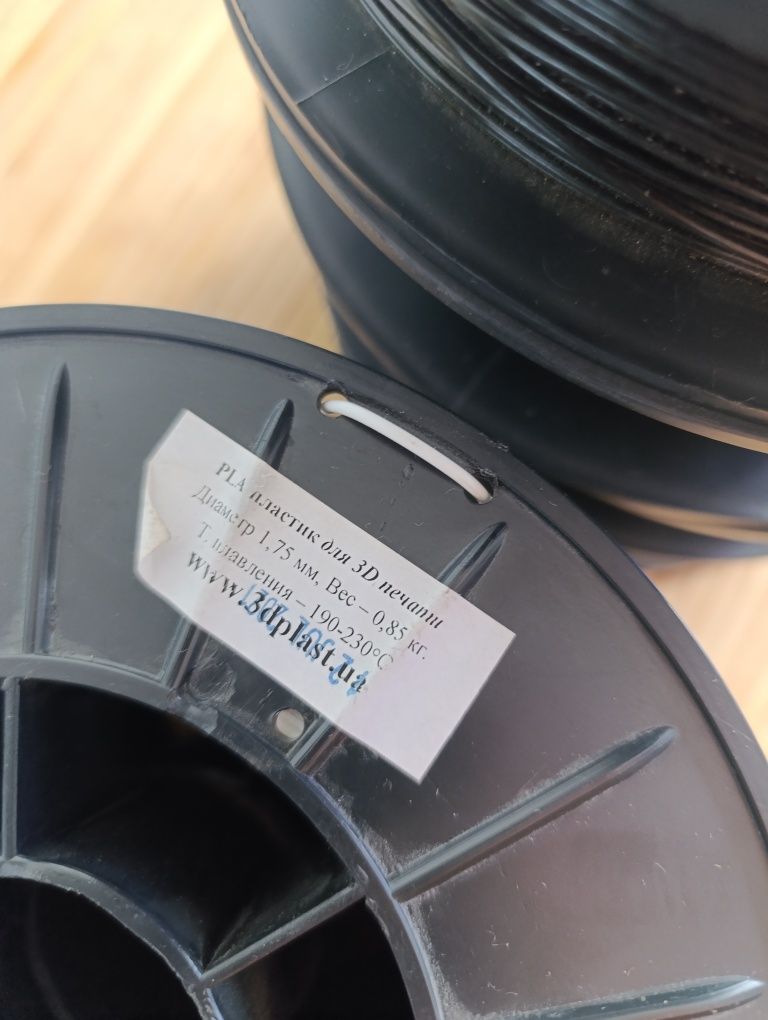 PLA пластик для 3D печати
Диаметр 1,75 мм, Вес – 0,85 кг.
Т. плавления – 190-230°С
www.3dplast.ua